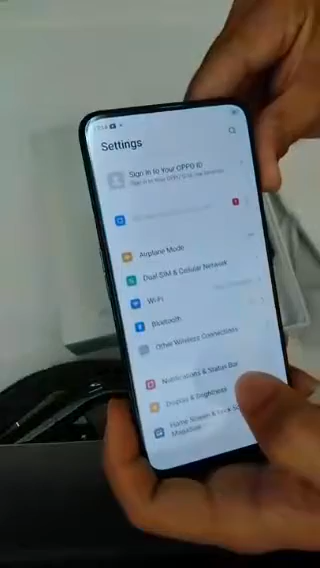 Settings
Sign In to Your OPPO ID
Airplane Mode
Dual SIM & Cellular Network
Wi-Fi
Bluetooth
Other Wireless Connections
Notifications & Status Bar
Display & Brightness
Home Screen & Lock
Magazine